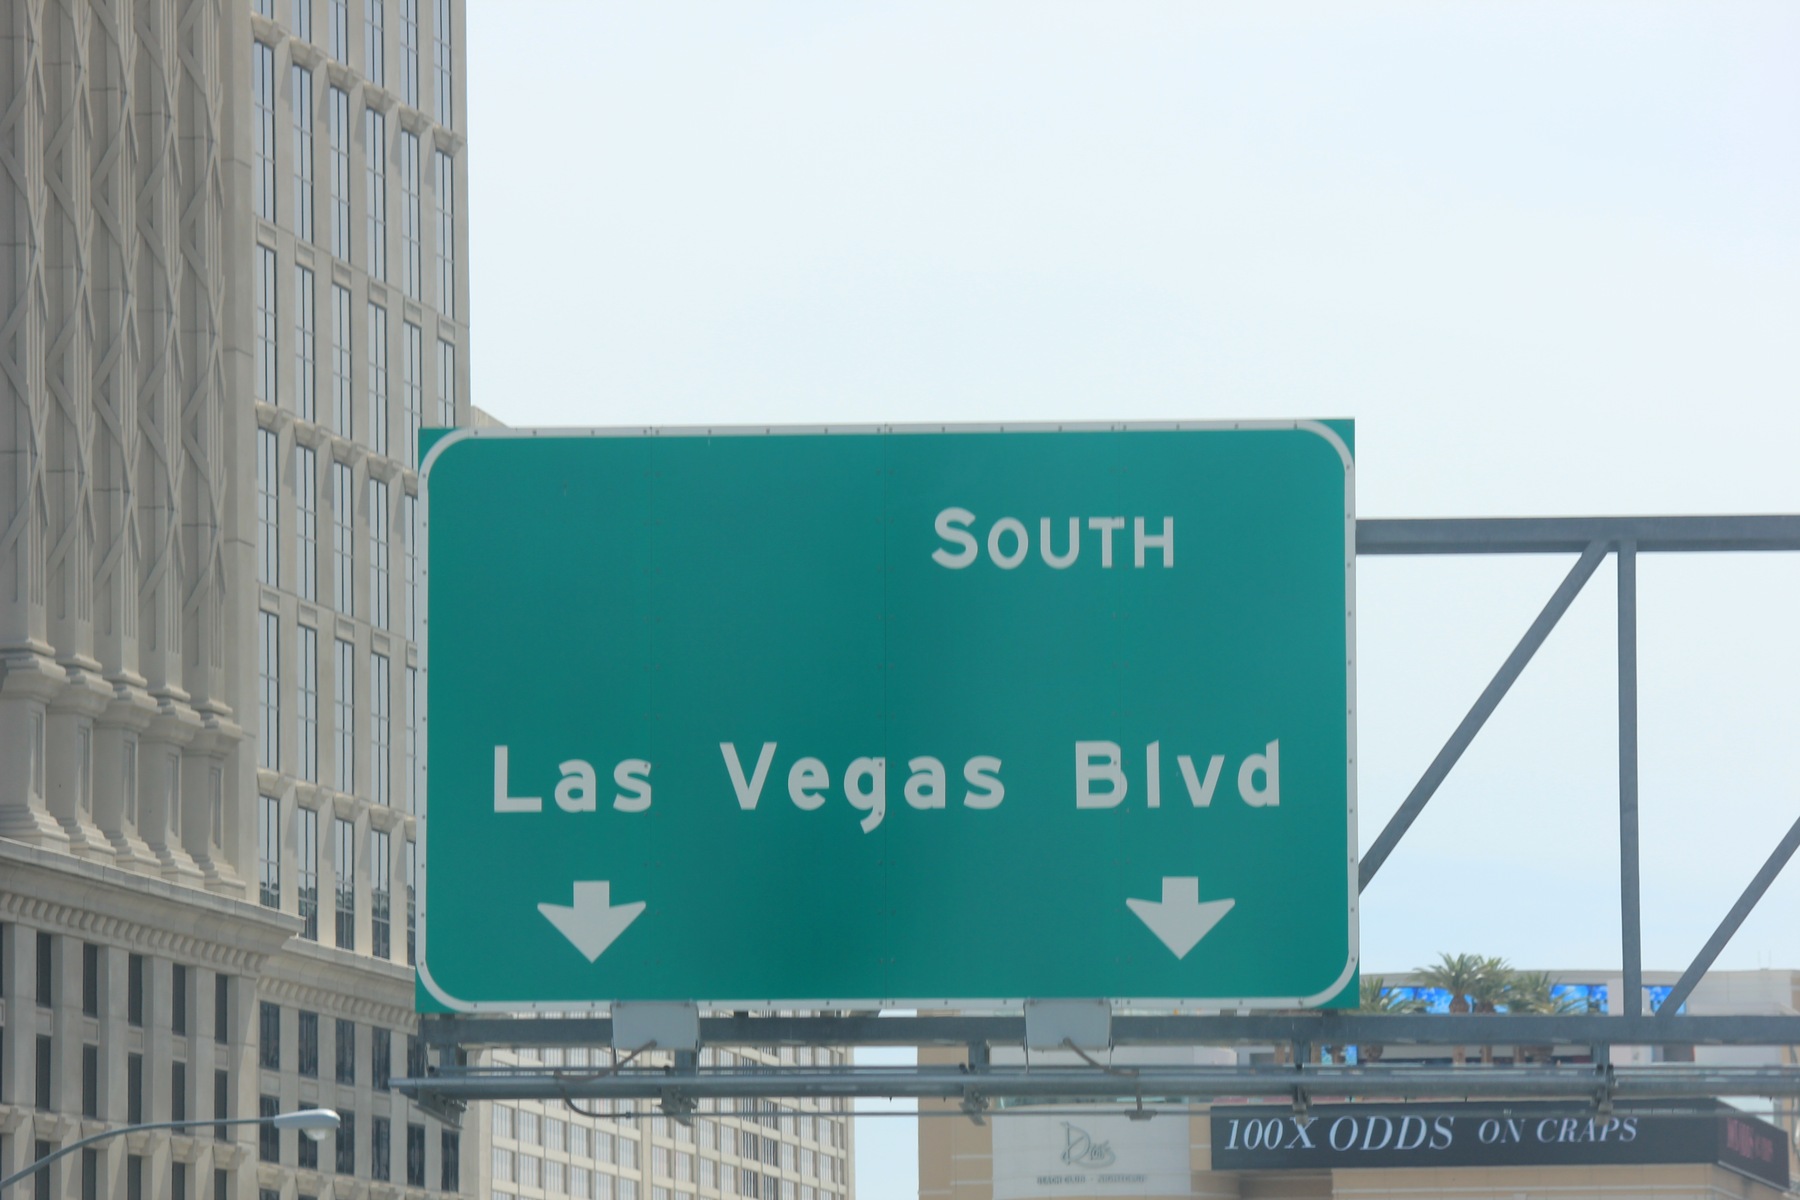 SOUTH
Las Vegas Blvd
100X ODDS ON CRAPS